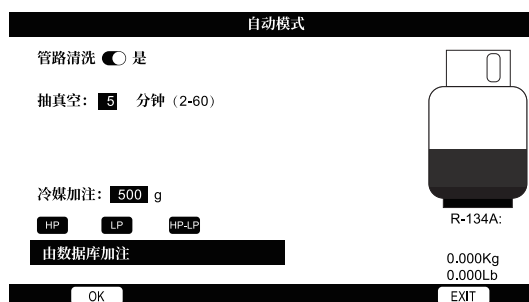 自动模式
管路清洗 是
抽真空： 5 分钟（2-60）
冷媒加注： 500 g
HP LP HP-LP
由数据库加注
R-134A:
0.000Kg
0.000Lb
OK EXIT